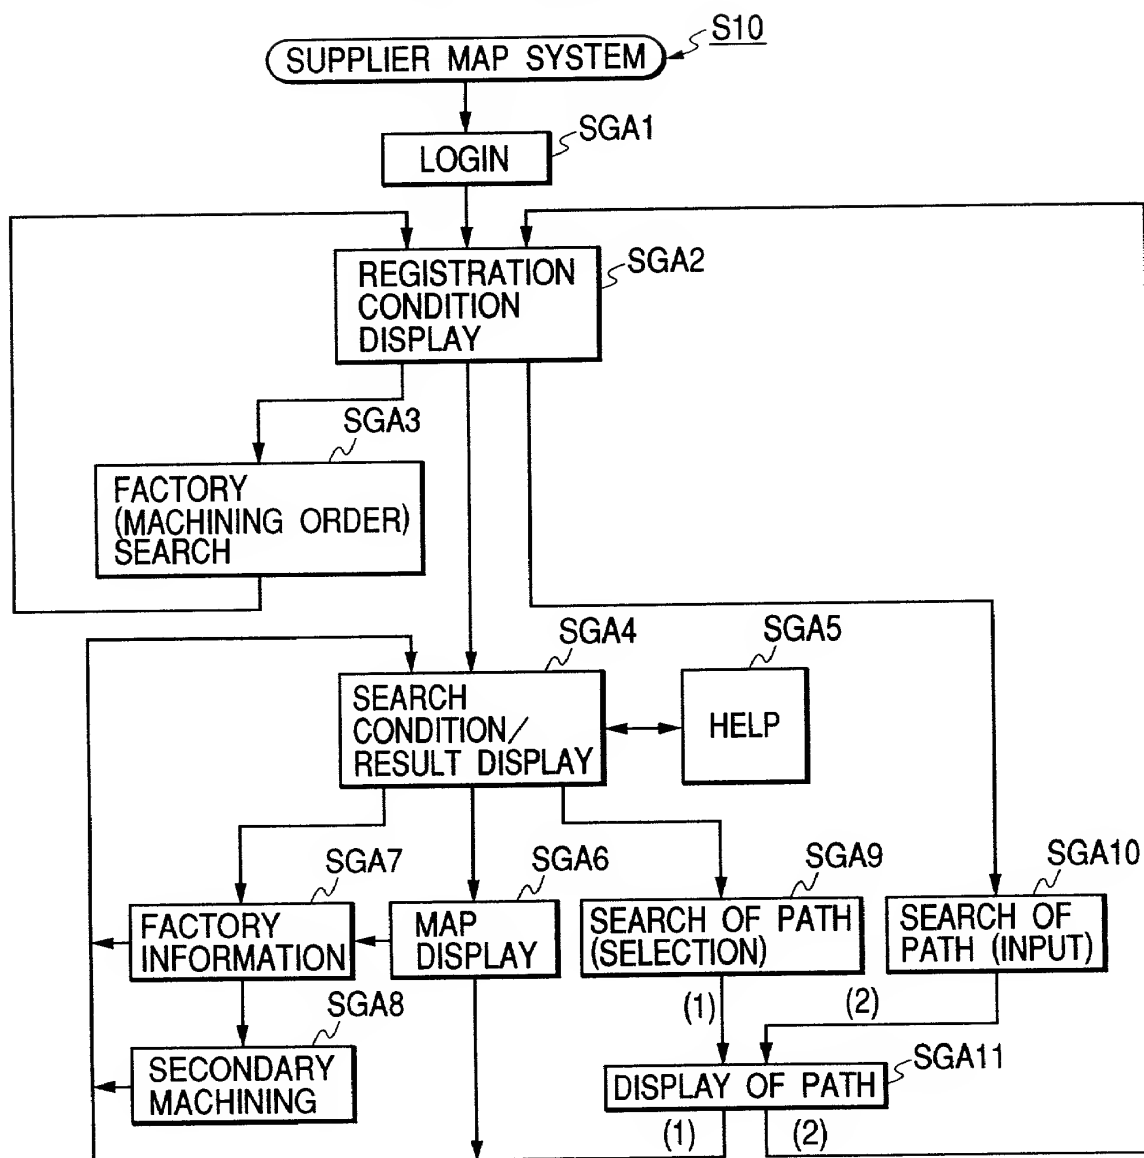 S10
SUPPLIER MAP SYSTEM
SGA1
LOGIN
SGA2
REGISTRATION
CONDITION
DISPLAY
SGA3
FACTORY
(MACHINING ORDER)
SEARCH
SGA4
SEARCH
CONDITION/
RESULT DISPLAY
SGA5
HELP
SGA7
FACTORY
INFORMATION
SGA6
MAP
DISPLAY
SGA9
SEARCH OF PATH
(SELECTION)
SGA10
SEARCH OF
PATH (INPUT)
(1)
(2)
SGA8
SECONDARY
MACHINING
SGA11
DISPLAY OF PATH
(1)
(2)